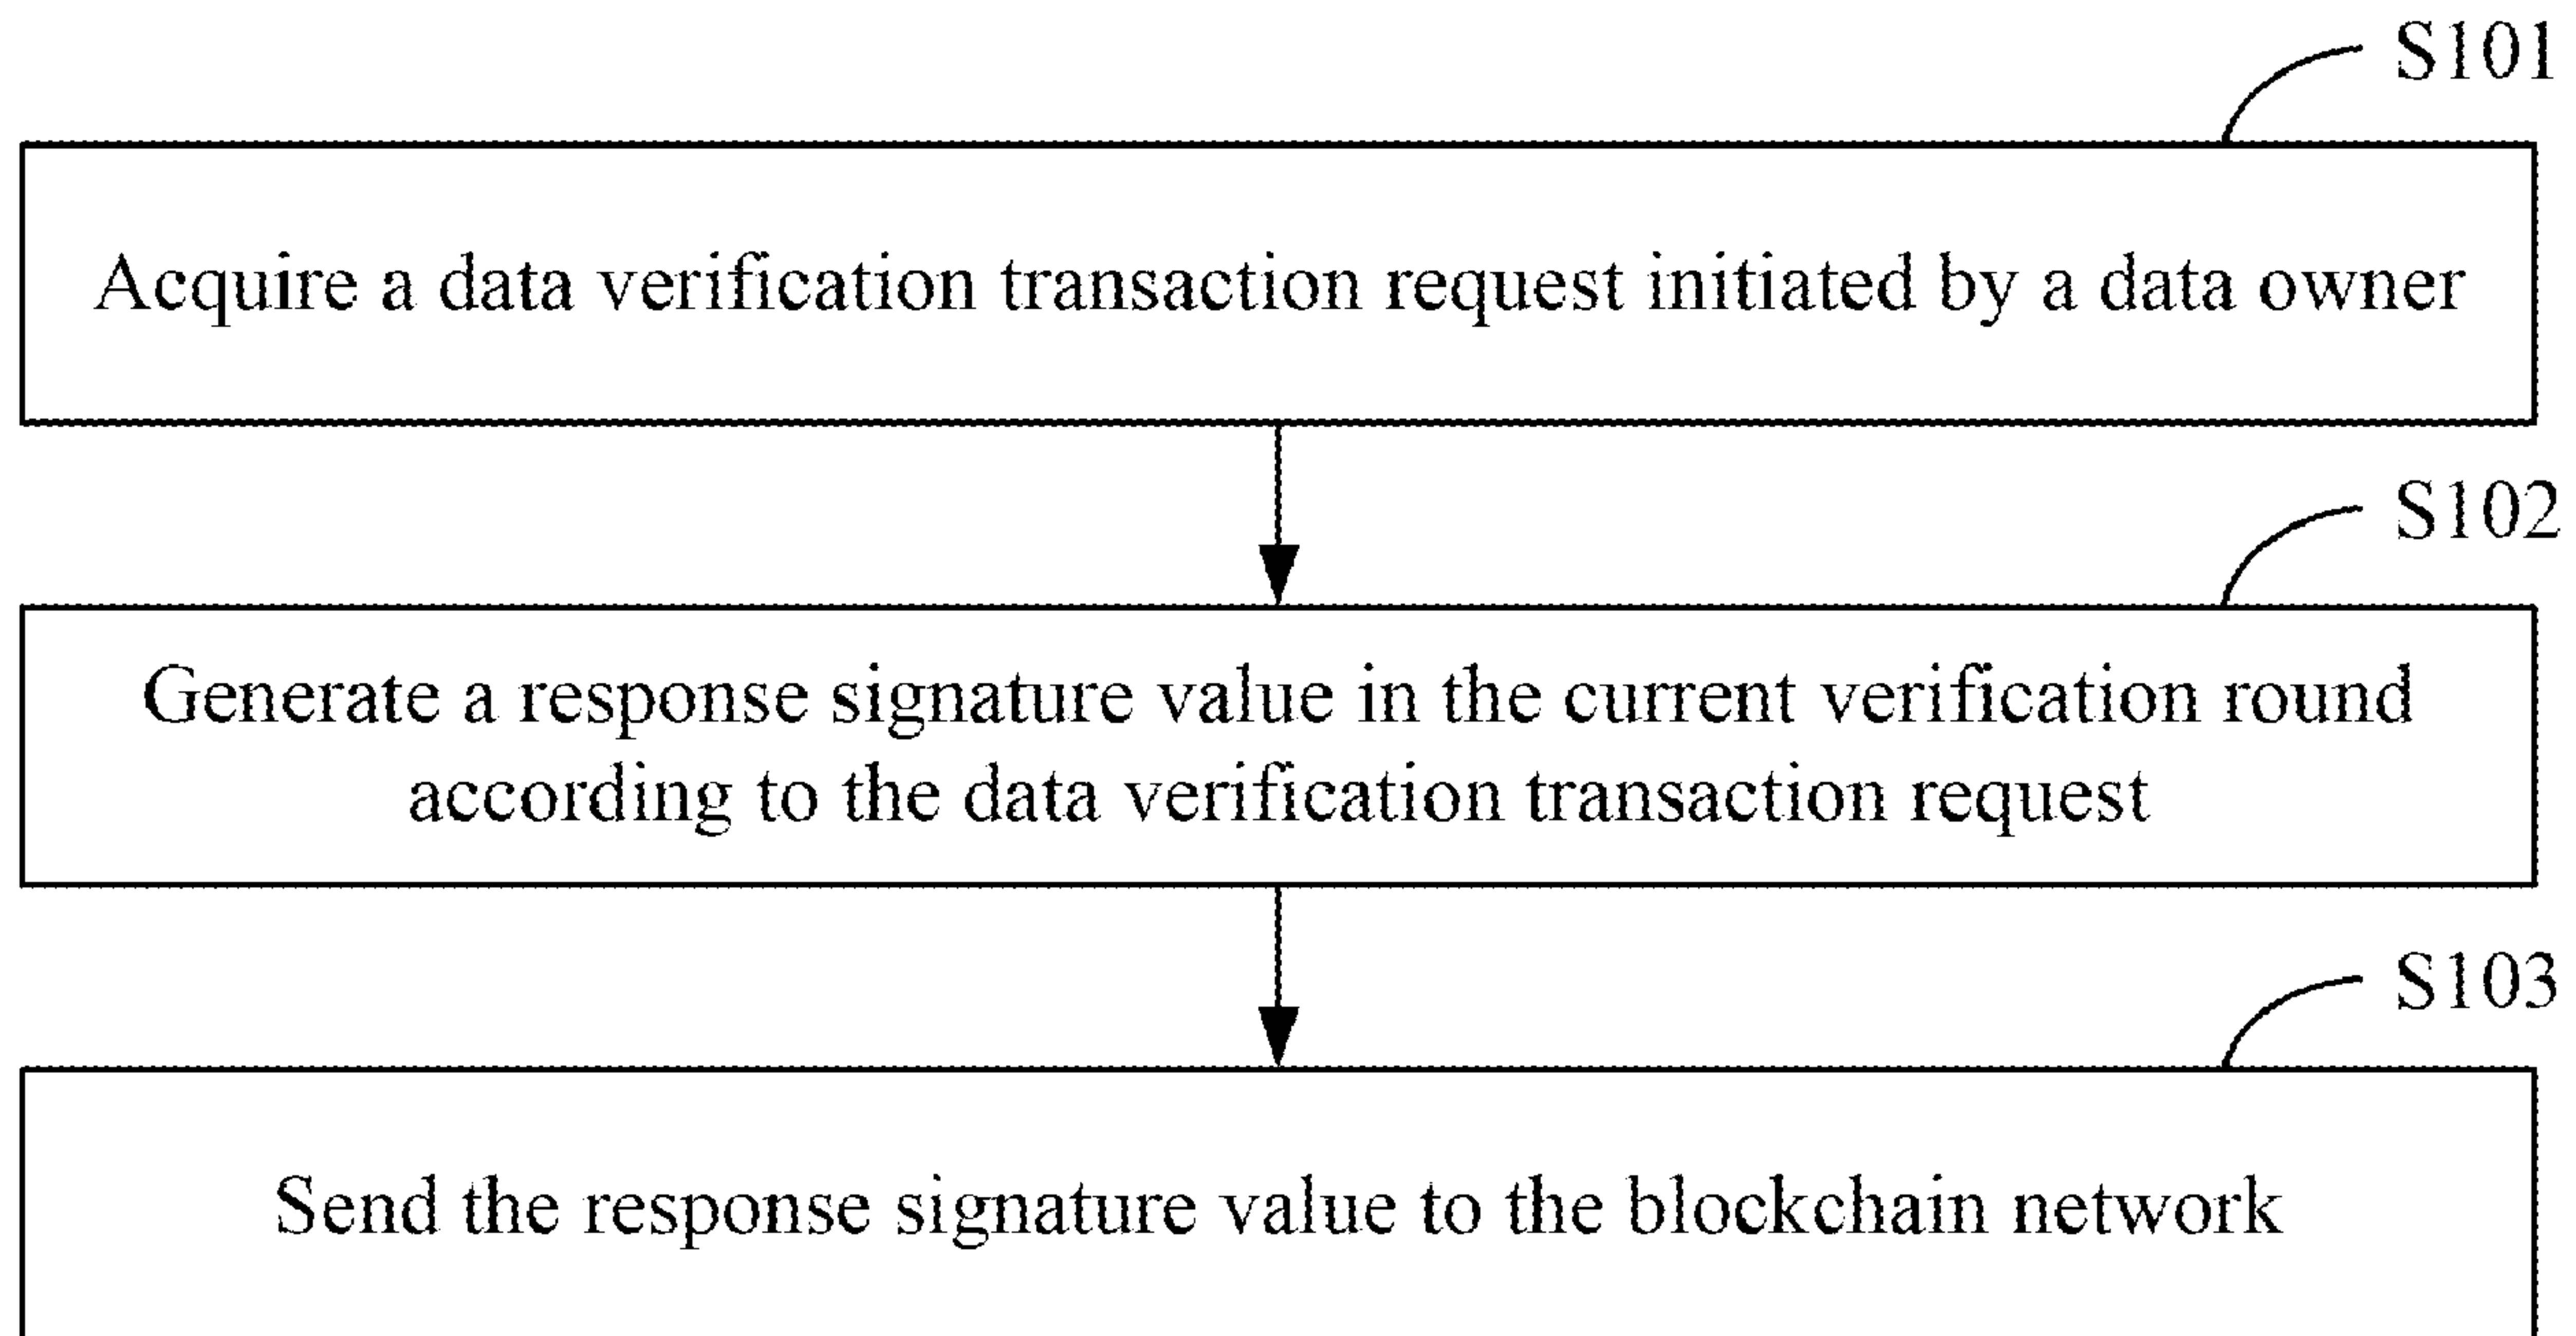 S101
Acquire a data verification transaction request initiated by a data owner
S102
Generate a response signature value in the current verification round
according to the data verification transaction request
S103
Send the response signature value to the blockchain network